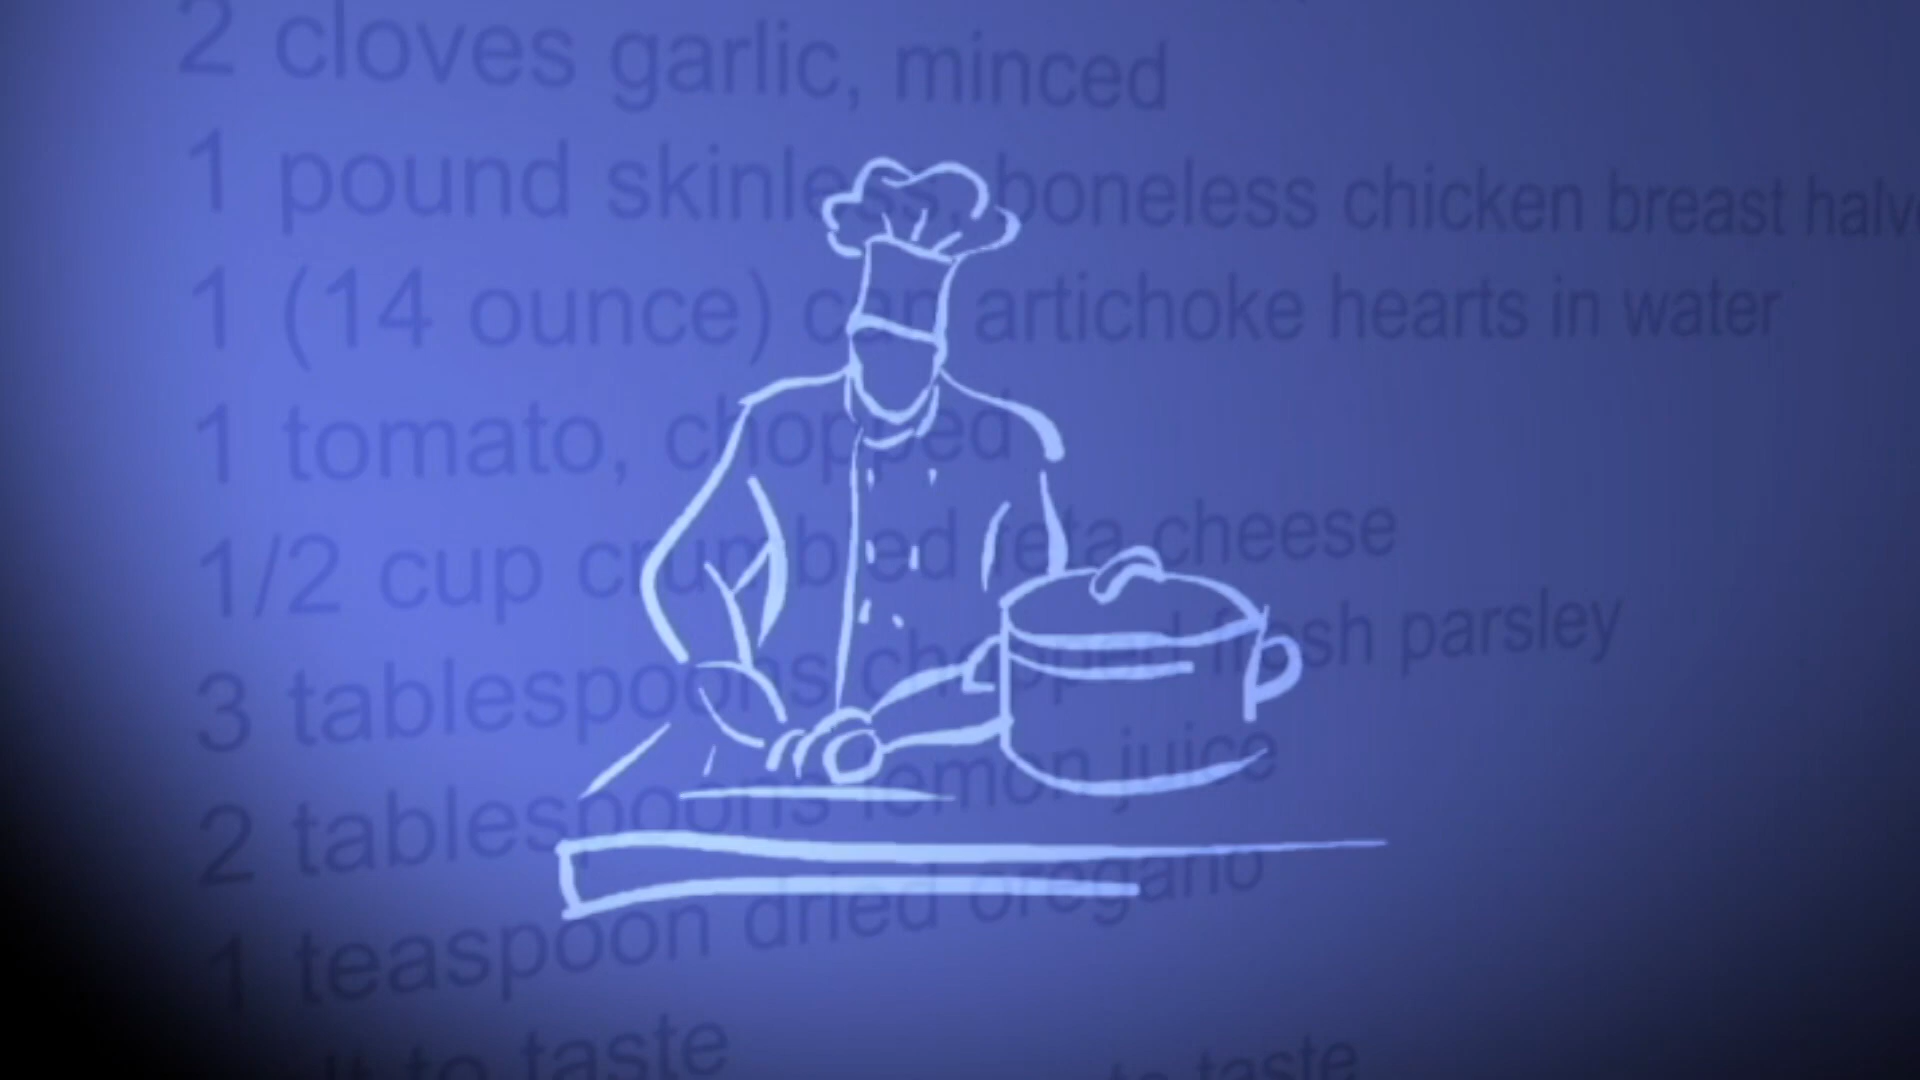 2 cloves garlic, minced
1 pound skinless, boneless chicken breast halv
1 (14 ounce) can artichoke hearts in water
1 tomato, chopped
1/2 cup crumbled feta cheese
3 tablespoons chopped fresh parsley
2 tablespoons lemon juice
1 teaspoon dried oregano
to taste to taste